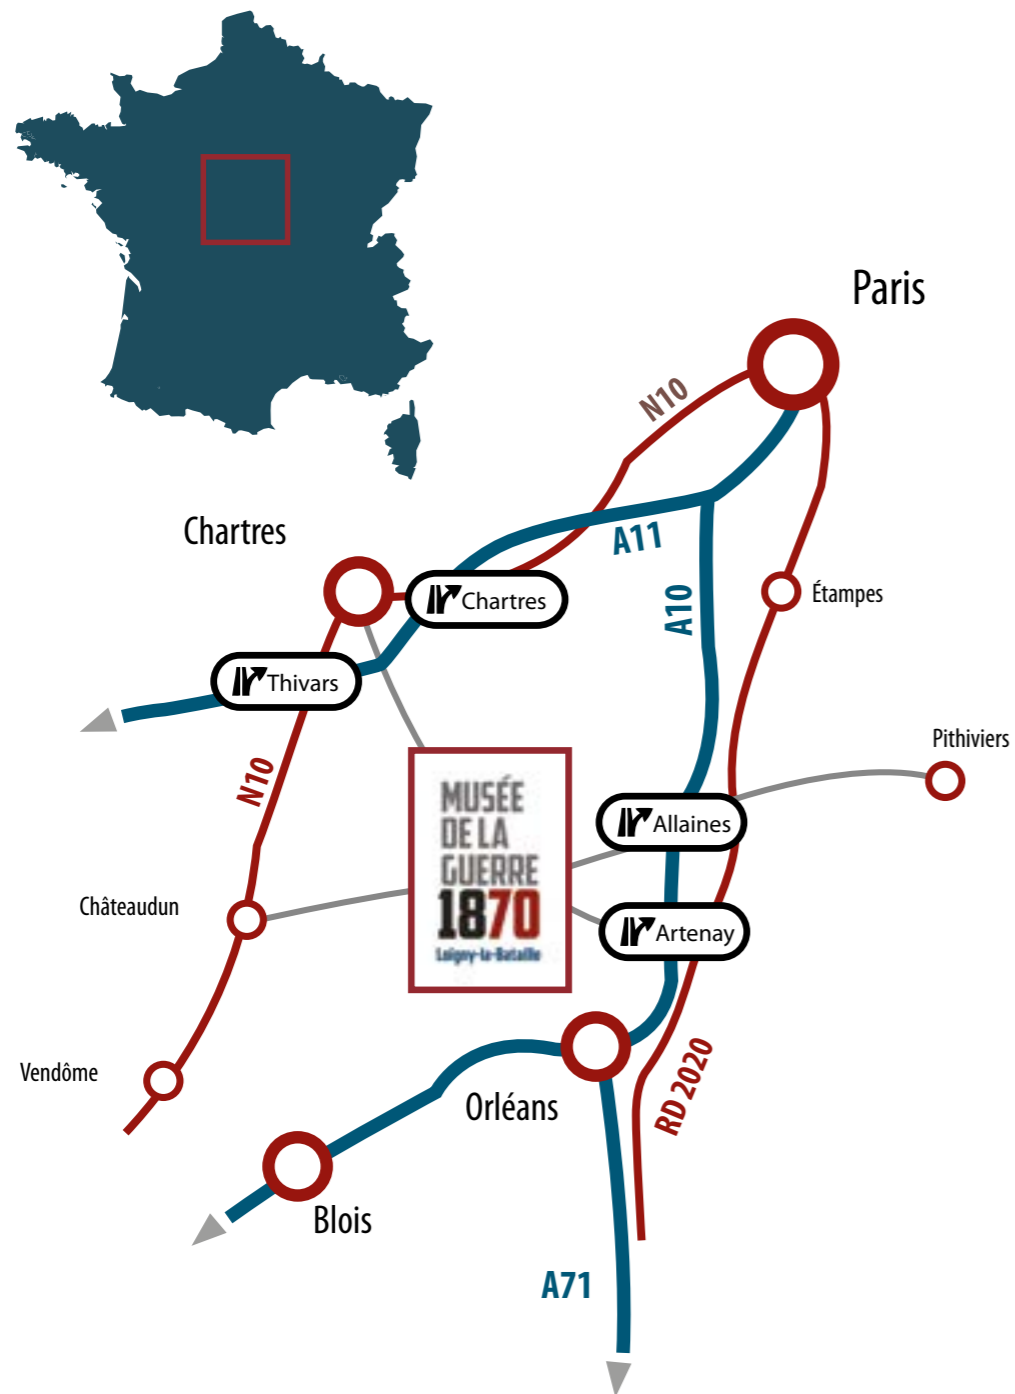 Paris
N10
Chartres
A11
Chartres
A10
Étampes
Thivars
Pithiviers
N10
MUSÉE
DE LA
GUERRE
1870
Loigny-la-Bataille
Allaines
Châteaudun
Artenay
Vendôme
Orléans
RD 2020
Blois
A71